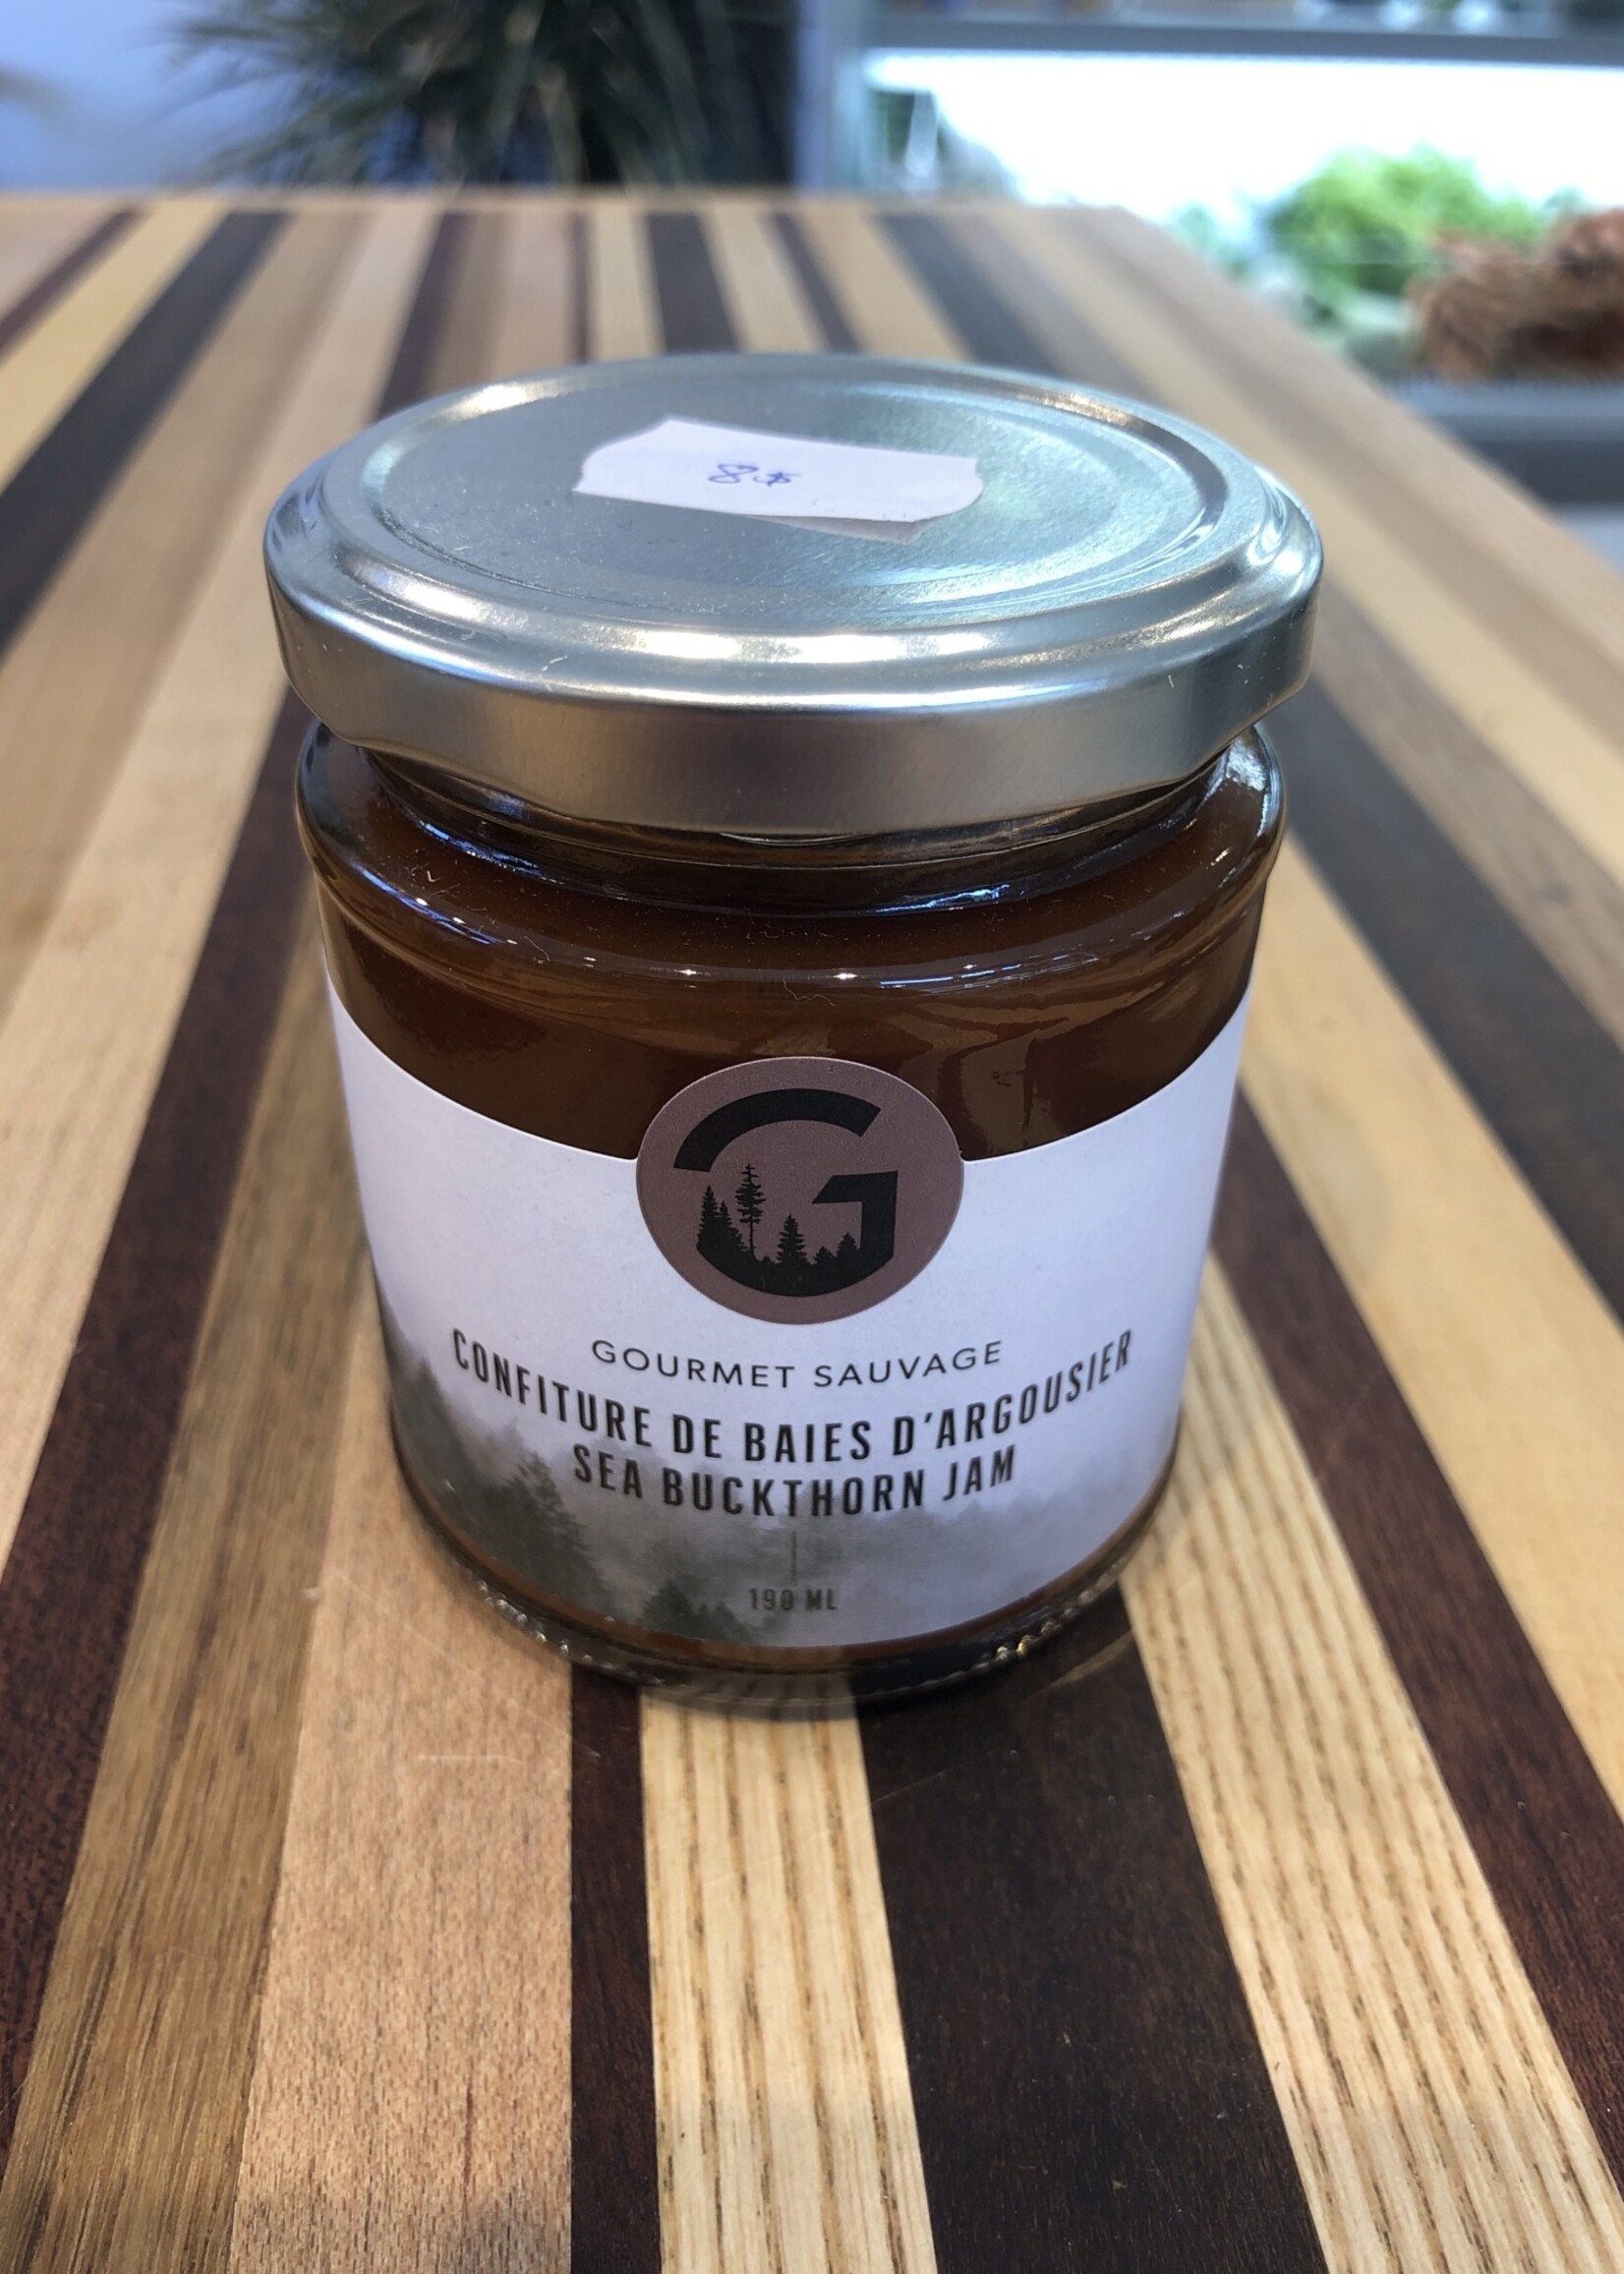 8$
G
GOURMET SAUVAGE
CONFITURE DE BAIES D'ARGOUSIER
SEA BUCKTHORN JAM
190 ML